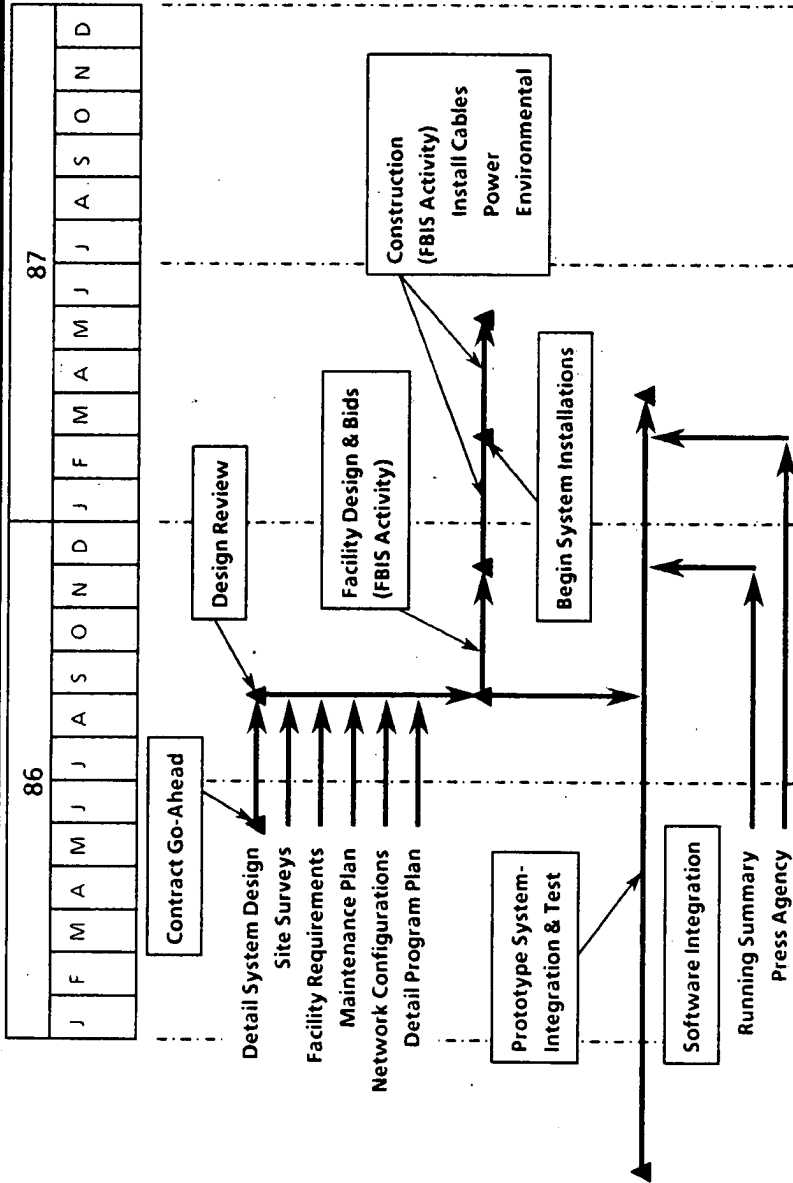 86 87
J F M A M J J A S O N D J F M A M J J A S O N D
Contract Go-Ahead
Design Review
Detail System Design
Site Surveys
Facility Requirements
Maintenance Plan
Network Configurations
Detail Program Plan
Facility Design & Bids
(FBIS Activity)
Construction
(FBIS Activity)
Install Cables
Power
Environmental
Begin System Installations
Prototype System-
Integration & Test
Software Integration
Running Summary
Press Agency